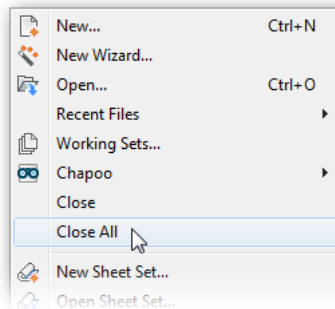 New... Ctrl+N
New Wizard...
Open... Ctrl+O
Recent Files
Working Sets...
Chapoo
Close
Close All
New Sheet Set...
Open Sheet Set...